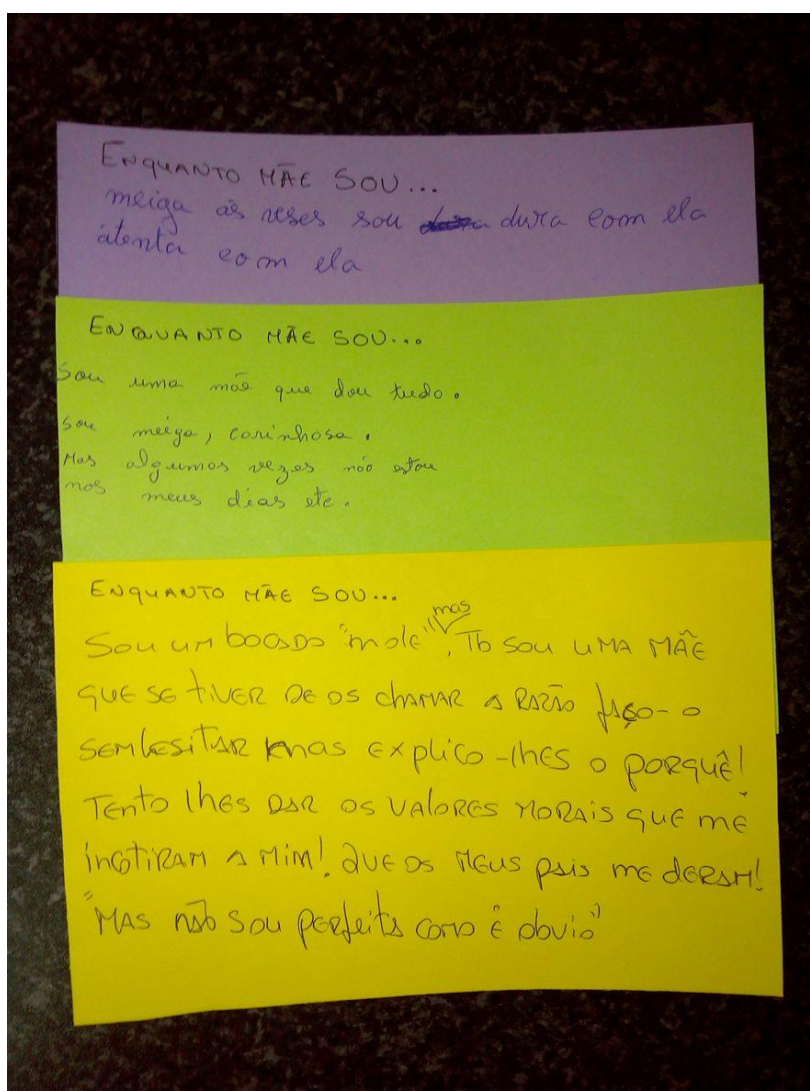 ENQUANTO MÃE SOU...
meiga ás veses sou dura com ela
atenta com ela
ENQUANTO MÃE SOU...
Sou uma mãe que dou tudo.
sou meiga, carinhosa.
Mas algumas vezes não estou
nos meus dias etc.
ENQUANTO MÃE SOU...
SOU UM bocado "mole", mas Tb SOU UMA MÃE
QUE SE TIVER DE OS CHAMAR A RAZÃO FAÇO-O
SEM esitar mas EXPLICO-lhes o PORQUÊ!
Tento lhes DAR OS VALORES MORAIS QUE ME
incutiram A MIM! QUE OS MEUS pais me deram!
"MAS não SOU perfeita como é obvio"